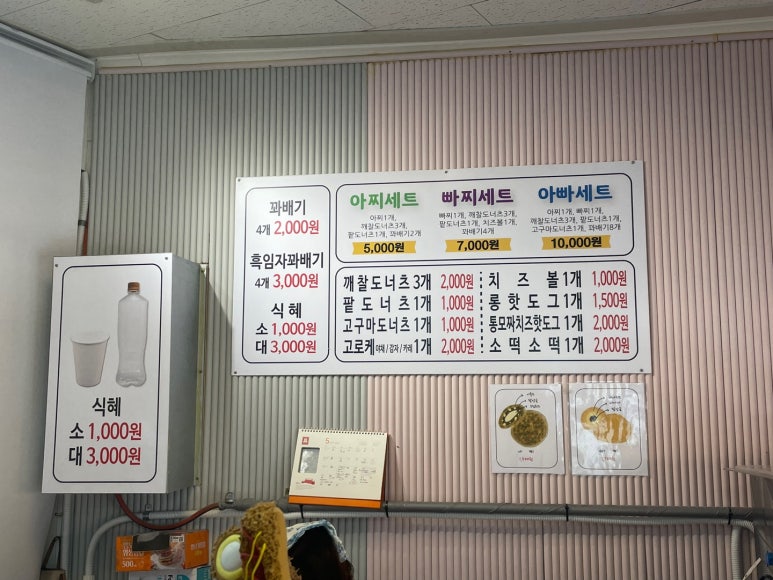 꽈배기
4개 2,000원
흑임자꽈배기
4개 3,000원
식혜
소 1,000원
대 3,000원
아찌세트
아찌1개,
깨찰도너츠3개,
팥도너츠1개, 꽈배기2개
5,000원
빠찌세트
빠찌1개, 깨찰도너츠3개,
팥도너츠1개, 치즈볼1개,
꽈배기4개
7,000원
아빠세트
아찌1개, 빠찌1개,
깨찰도너츠3개, 팥도너츠1개,
고구마도너츠1개, 꽈배기8개
10,000원
깨찰도너츠 3개 2,000원
팥도너츠 1개 1,000원
고구마도너츠 1개 1,000원
고로케 야채/감자/카레 1개 2,000원
치즈볼 1개 1,000원
롱핫도그 1개 1,500원
통모짜치즈핫도그 1개 2,000원
소떡소떡 1개 2,000원
식혜
소 1,000원
대 3,000원
5
500